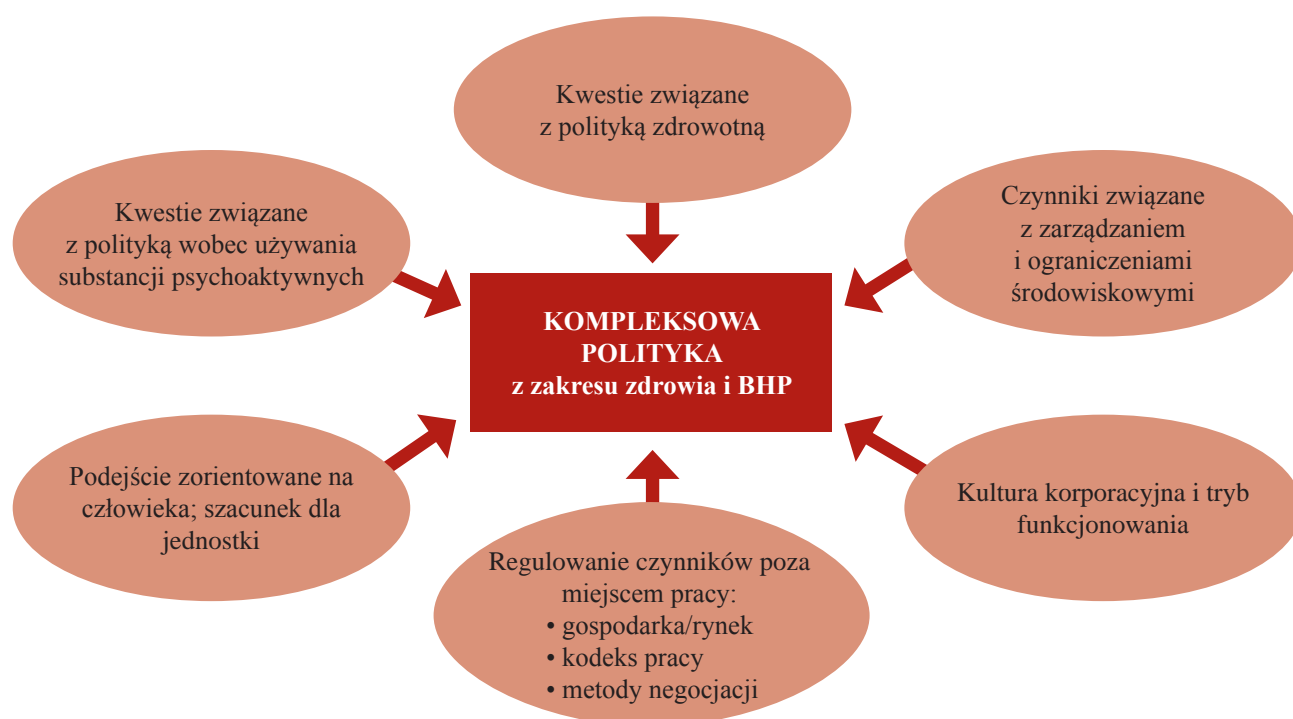 Kwestie związane
z polityką zdrowotną
Kwestie związane
z polityką wobec używania
substancji psychoaktywnych
Czynniki związane
z zarządzaniem
i ograniczeniami
środowiskowymi
KOMPLEKSOWA
POLITYKA
z zakresu zdrowia i BHP
Podejście zorientowane na
człowieka; szacunek dla
jednostki
Kultura korporacyjna i tryb
funkcjonowania
Regulowanie czynników poza
miejscem pracy:
• gospodarka/rynek
• kodeks pracy
• metody negocjacji